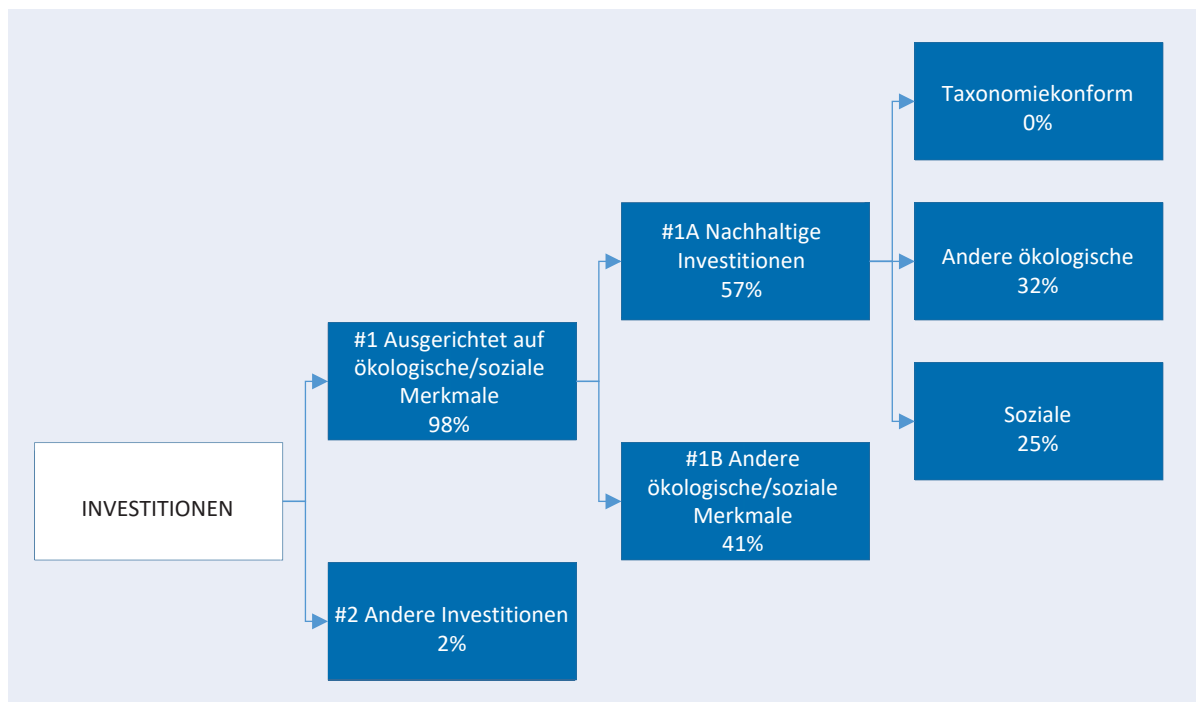 INVESTITIONEN
#1 Ausgerichtet auf
ökologische/soziale
Merkmale
98%
#2 Andere Investitionen
2%
#1A Nachhaltige
Investitionen
57%
#1B Andere
ökologische/soziale
Merkmale
41%
Taxonomiekonform
0%
Andere ökologische
32%
Soziale
25%